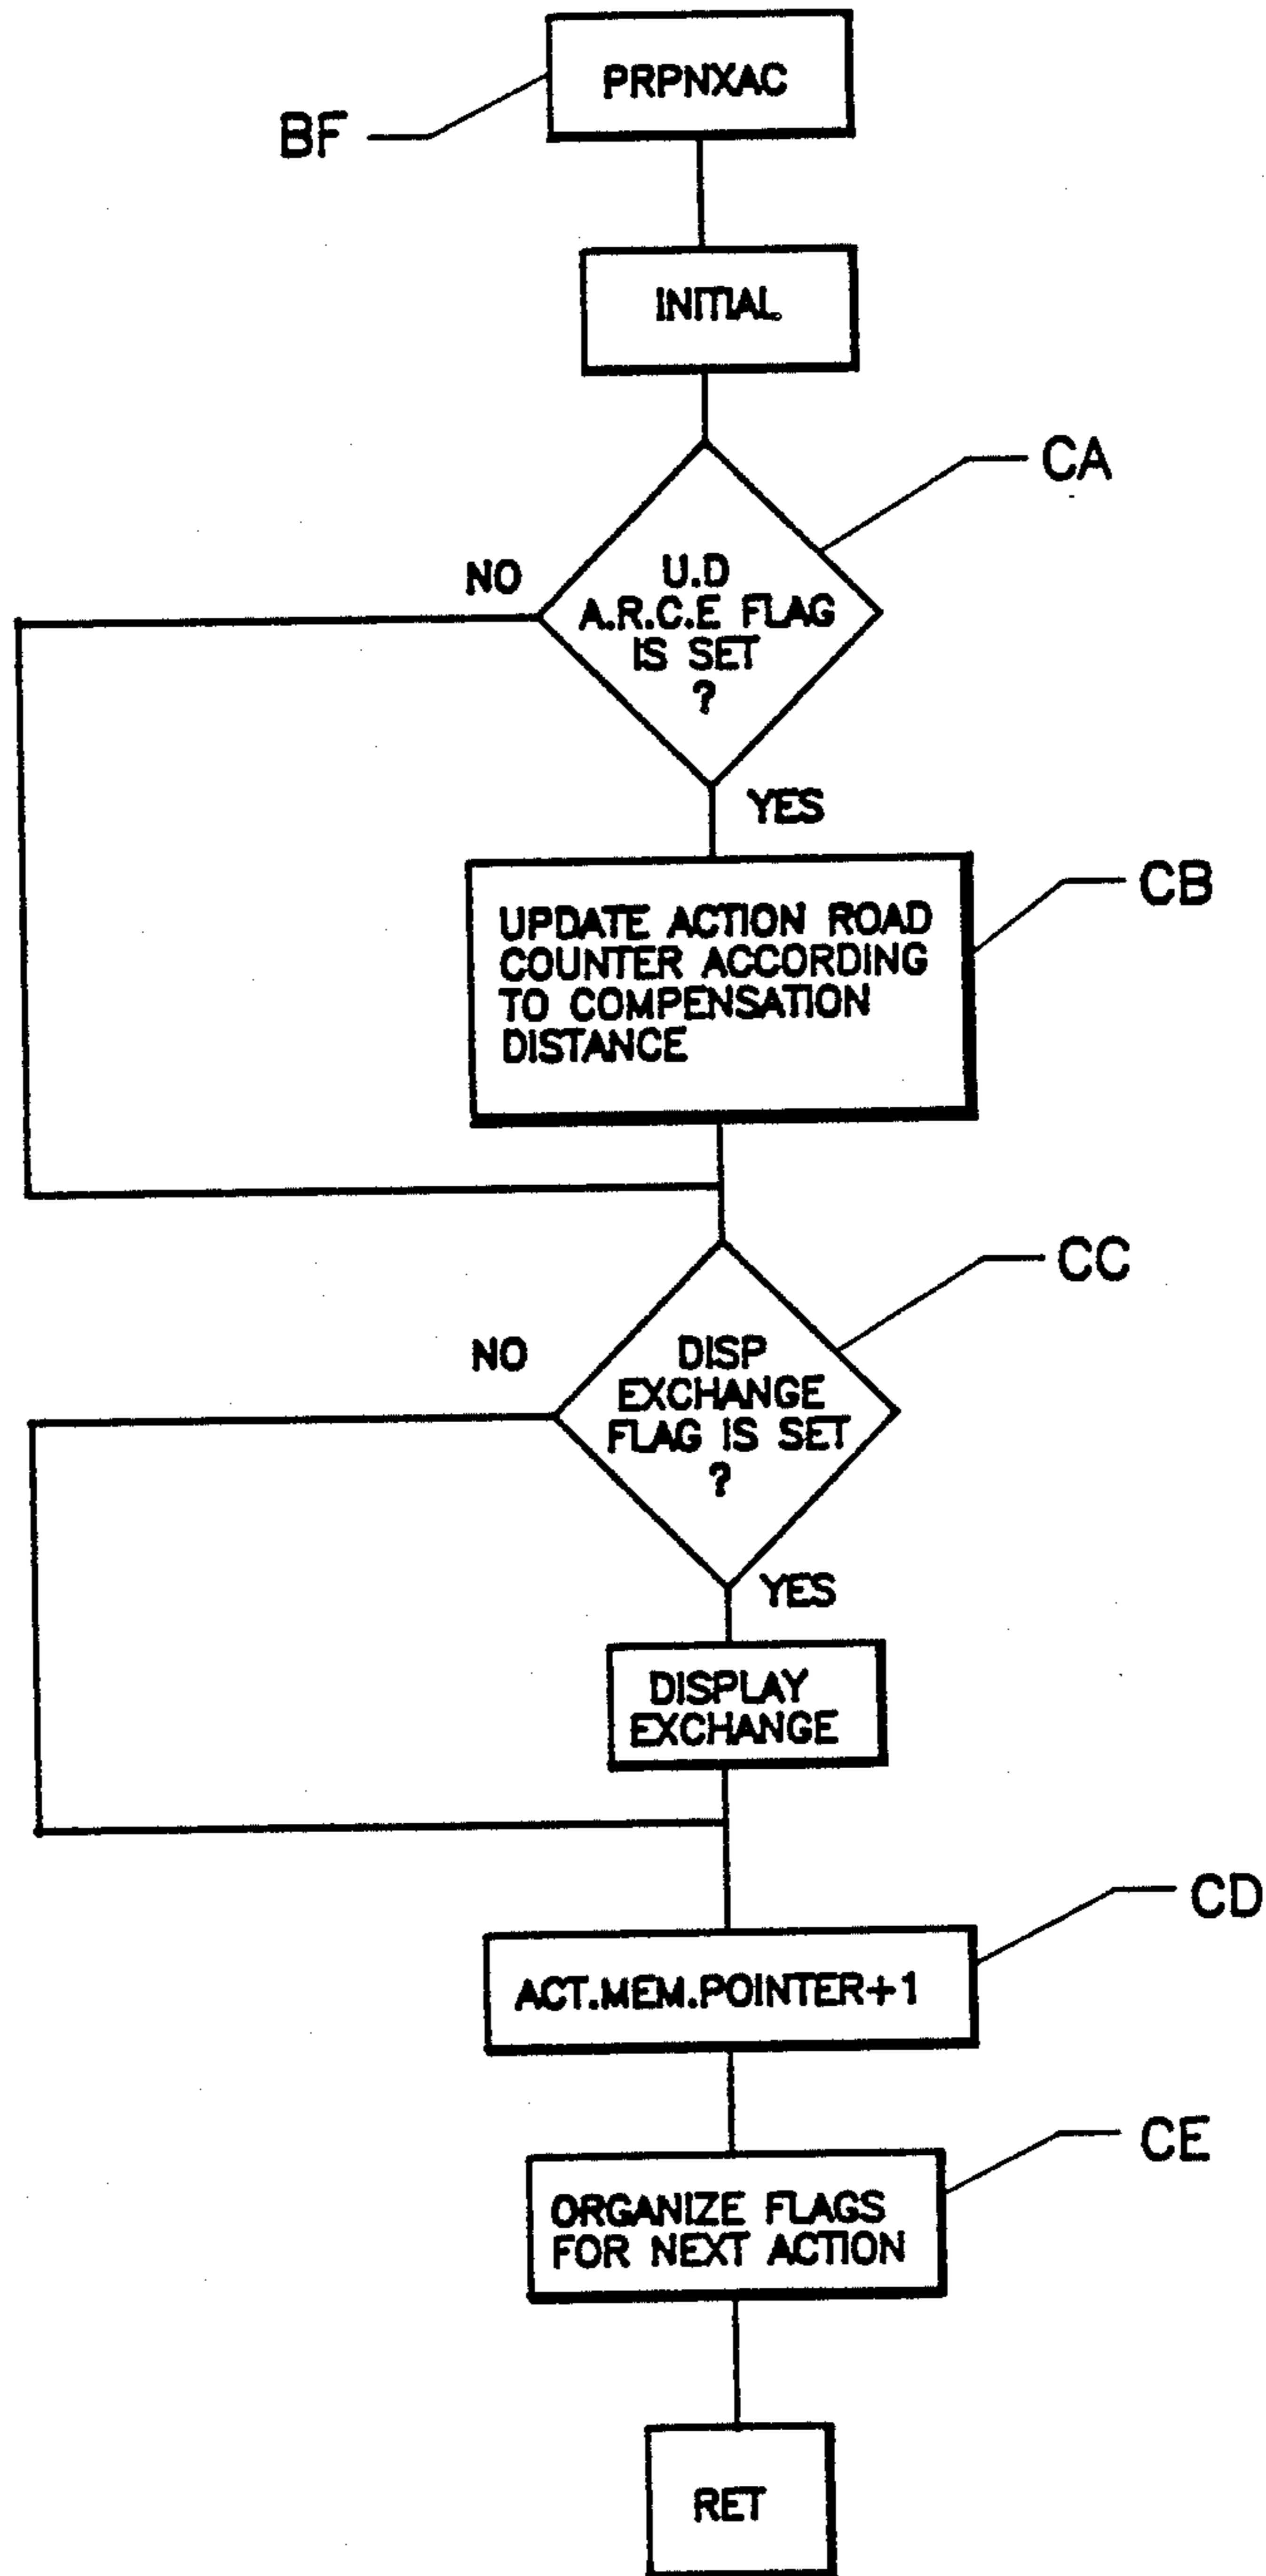 PRPNXAC
BF
INITIAL
CA
NO
U.D
A.R.C.E FLAG
IS SET
?
YES
CB
UPDATE ACTION ROAD
COUNTER ACCORDING
TO COMPENSATION
DISTANCE
CC
NO
DISP
EXCHANGE
FLAG IS SET
?
YES
DISPLAY
EXCHANGE
CD
ACT.MEM.POINTER+1
CE
ORGANIZE FLAGS
FOR NEXT ACTION
RET